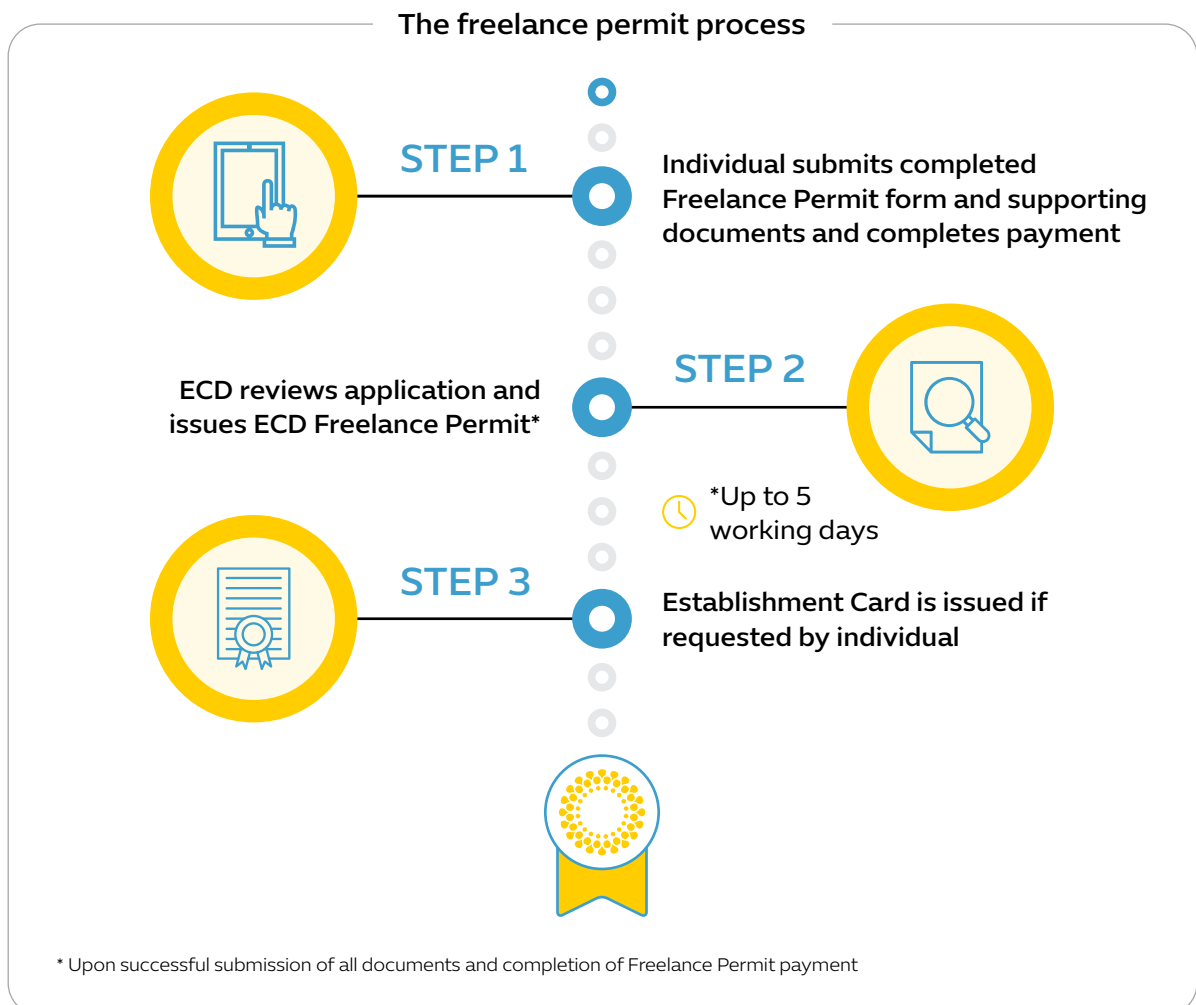 The freelance permit process
STEP 1
Individual submits completed
Freelance Permit form and supporting
documents and completes payment
STEP 2
ECD reviews application and
issues ECD Freelance Permit*
*Up to 5
working days
STEP 3
Establishment Card is issued if
requested by individual
* Upon successful submission of all documents and completion of Freelance Permit payment